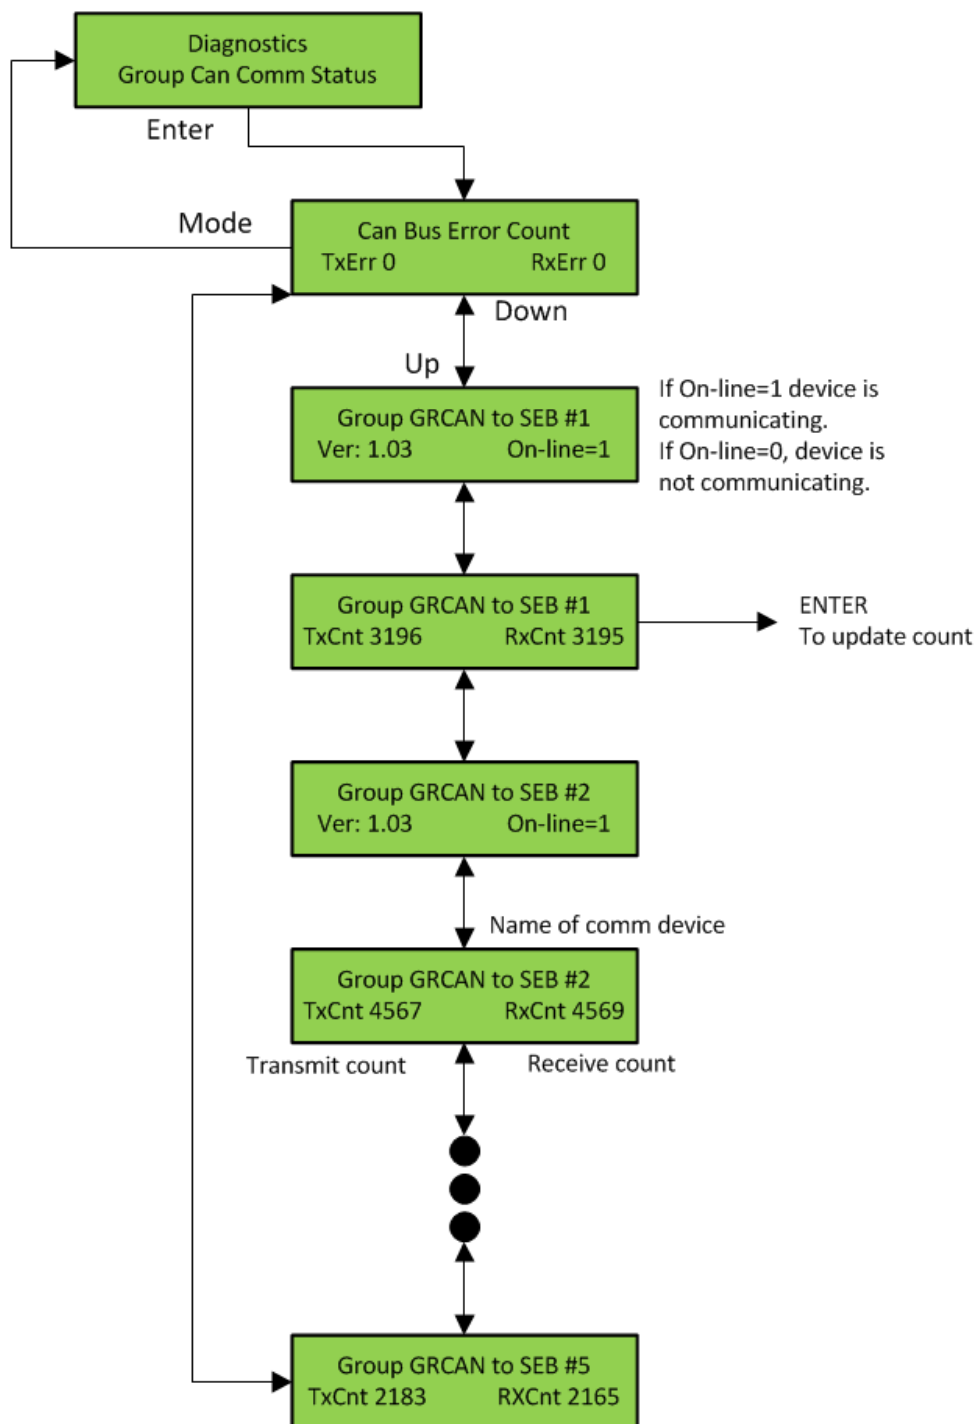 Diagnostics
Group Can Comm Status
Enter
Mode
Can Bus Error Count
TxErr 0 RxErr 0
Down
Up
Group GRCAN to SEB #1
Ver: 1.03 On-line=1
If On-line=1 device is
communicating.
If On-line=0, device is
not communicating.
Group GRCAN to SEB #1
TxCnt 3196 RxCnt 3195
ENTER
To update count
Group GRCAN to SEB #2
Ver: 1.03 On-line=1
Name of comm device
Group GRCAN to SEB #2
TxCnt 4567 RxCnt 4569
Transmit count Receive count
Group GRCAN to SEB #5
TxCnt 2183 RXCnt 2165